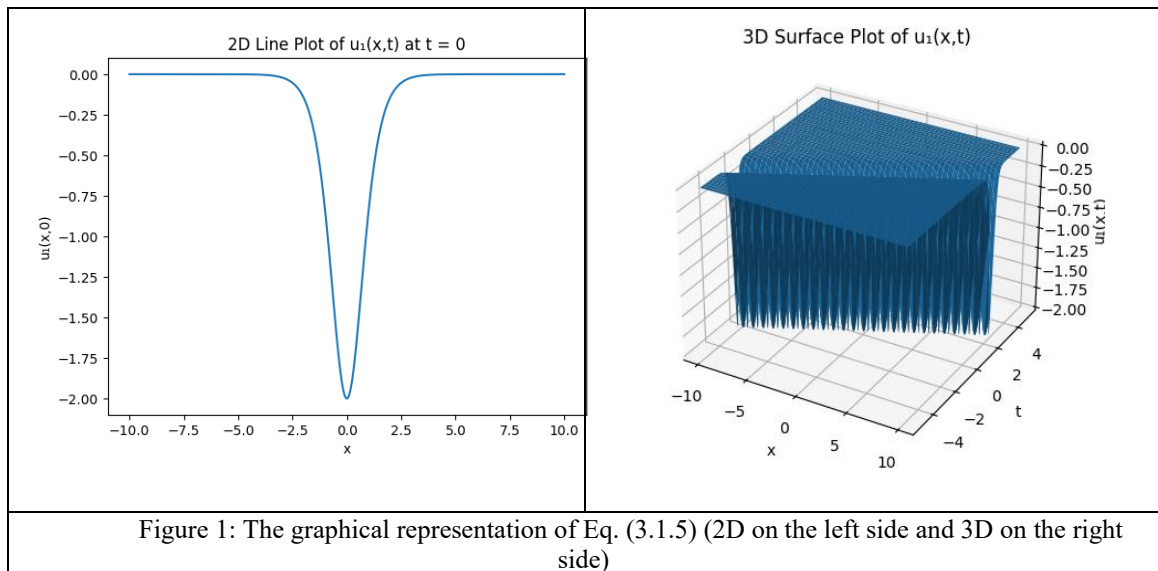 2D Line Plot of u₁(x,t) at t = 0
0.00
−0.25
−0.50
−0.75
−1.00
−1.25
−1.50
−1.75
−2.00
u₁(x,0)
−10.0 −7.5 −5.0 −2.5 0.0 2.5 5.0 7.5 10.0
x
3D Surface Plot of u₁(x,t)
0.00
−0.25
−0.50
−0.75
−1.00
−1.25
−1.50
−1.75
−2.00
u₁(x,t)
−10
−5
0
5
10
x
−4
−2
0
2
4
t
Figure 1: The graphical representation of Eq. (3.1.5) (2D on the left side and 3D on the right
side)